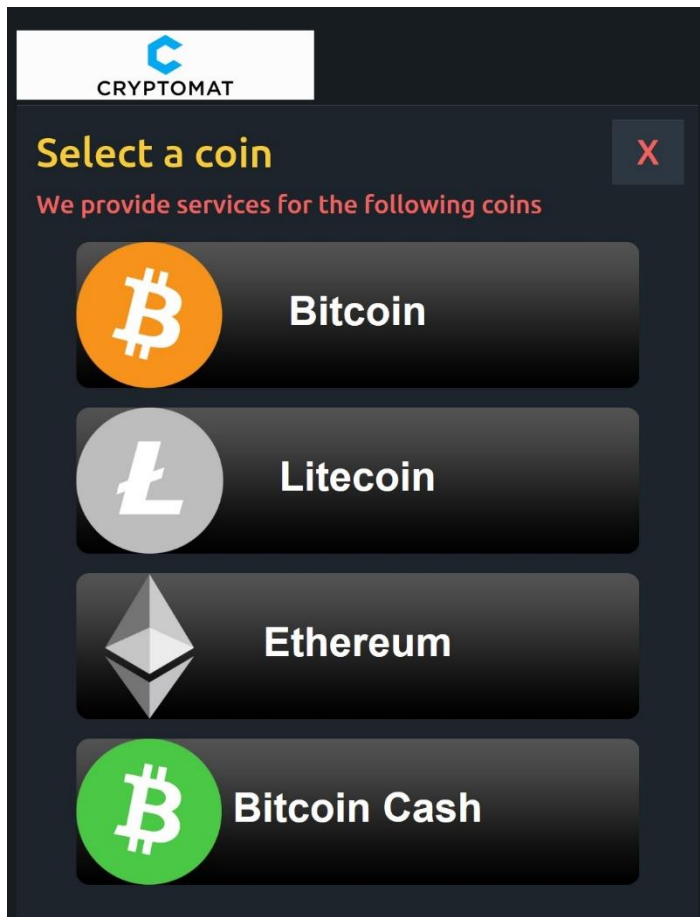 CRYPTOMAT
Select a coin
X
We provide services for the following coins
Bitcoin
Litecoin
Ethereum
Bitcoin Cash